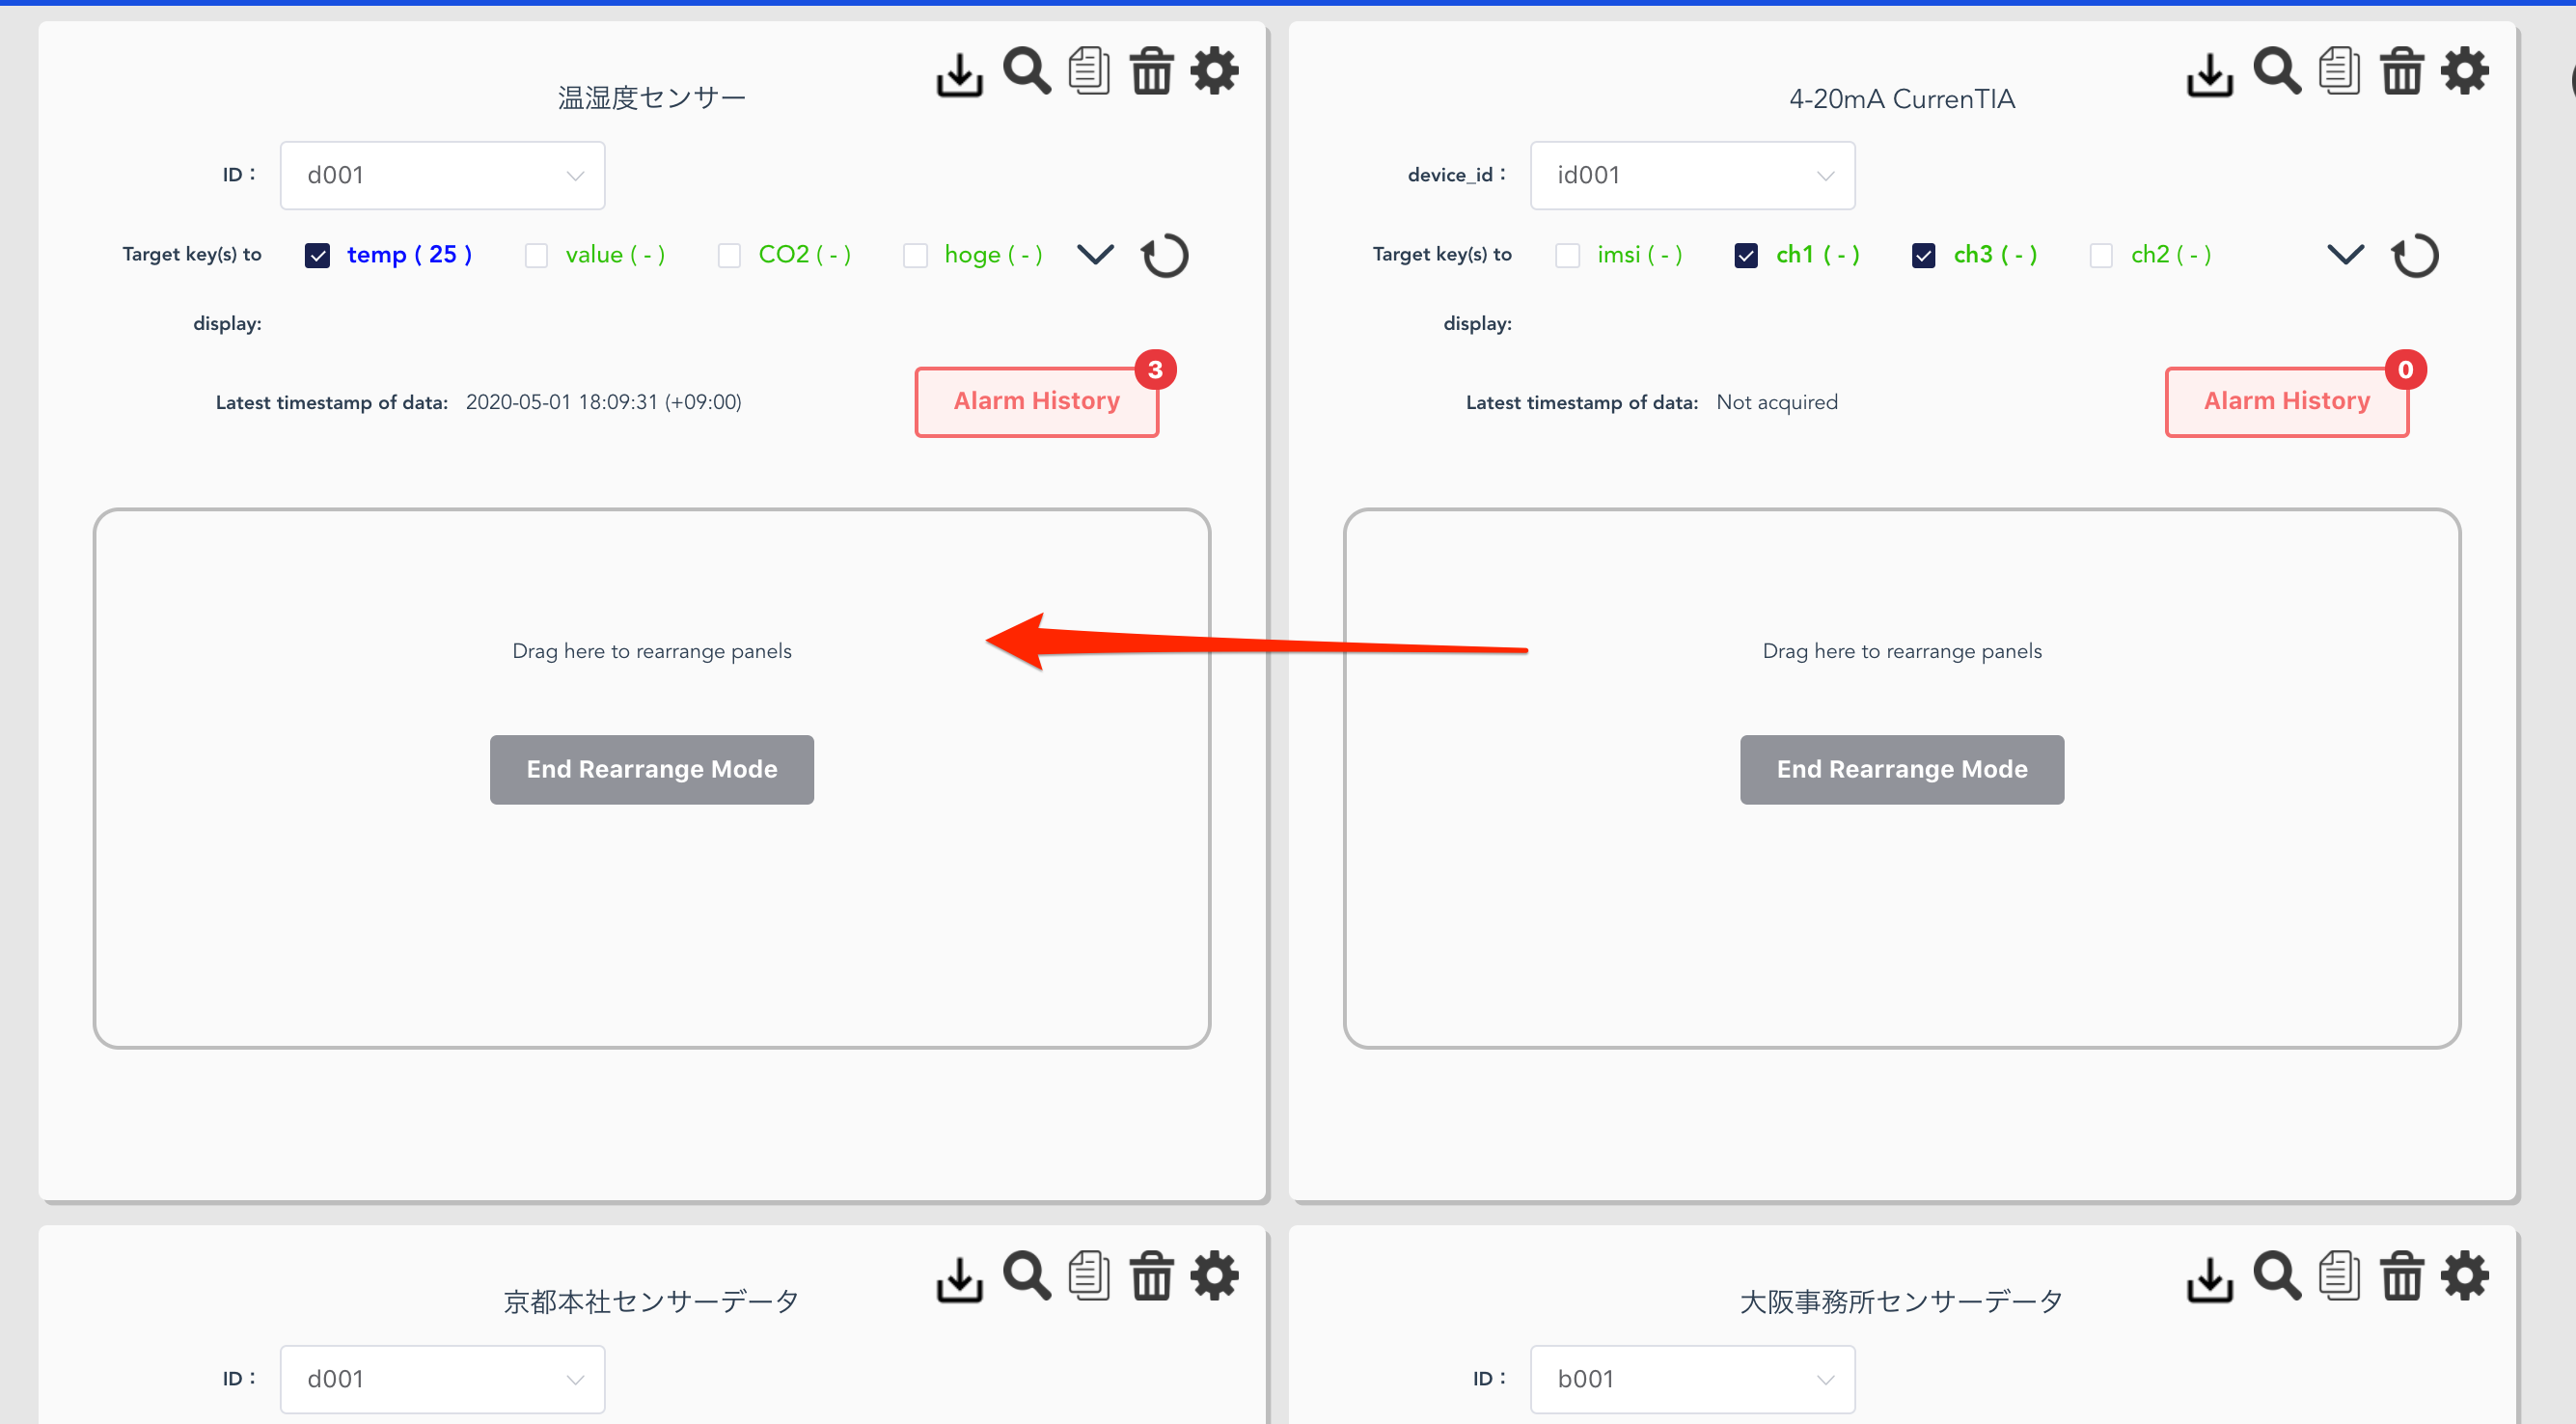 温湿度センサー
ID：
d001
Target key(s) to
temp ( 25 )
value ( - )
CO2 ( - )
hoge ( - )
display:
Latest timestamp of data: 2020-05-01 18:09:31 (+09:00)
Alarm History
3
Drag here to rearrange panels
End Rearrange Mode
4-20mA CurrenTIA
device_id：
id001
Target key(s) to
imsi ( - )
ch1 ( - )
ch3 ( - )
ch2 ( - )
display:
Latest timestamp of data: Not acquired
Alarm History
0
Drag here to rearrange panels
End Rearrange Mode
京都本社センサーデータ
ID：
d001
大阪事務所センサーデータ
ID：
b001